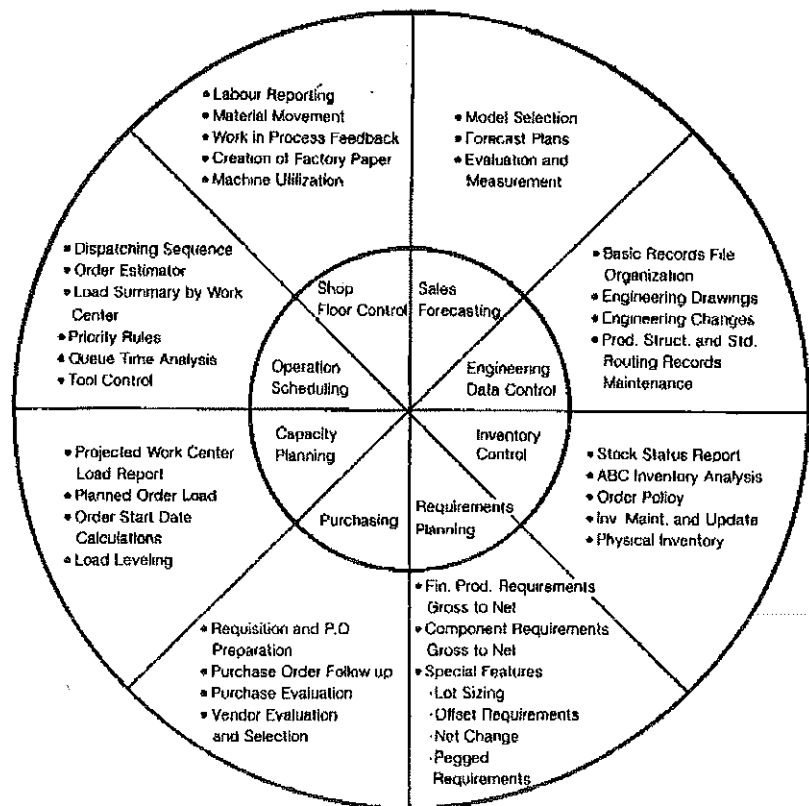 • Labour Reporting
• Material Movement
• Work in Process Feedback
• Creation of Factory Paper
• Machine Utilization
• Model Selection
• Forecast Plans
• Evaluation and
Measurement
• Dispatching Sequence
• Order Estimator
• Load Summary by Work
Center
• Priority Rules
• Queue Time Analysis
• Tool Control
• Basic Records File
Organization
• Engineering Drawings
• Engineering Changes
• Prod. Struct. and Std.
Routing Records
Maintenance
Shop
Floor Control
Sales
Forecasting
Operation
Scheduling
Engineering
Data Control
Capacity
Planning
Inventory
Control
Purchasing
Requirements
Planning
• Projected Work Center
Load Report
• Planned Order Load
• Order Start Date
Calculations
• Load Leveling
• Stock Status Report
• ABC Inventory Analysis
• Order Policy
• Inv. Maint. and Update
• Physical Inventory
• Requisition and P.O
Preparation
• Purchase Order Follow up
• Purchase Evaluation
• Vendor Evaluation
and Selection
• Fin. Prod. Requirements
Gross to Net
• Component Requirements
Gross to Net
• Special Features
·Lot Sizing
·Offset Requirements
·Net Change
·Pegged
Requirements